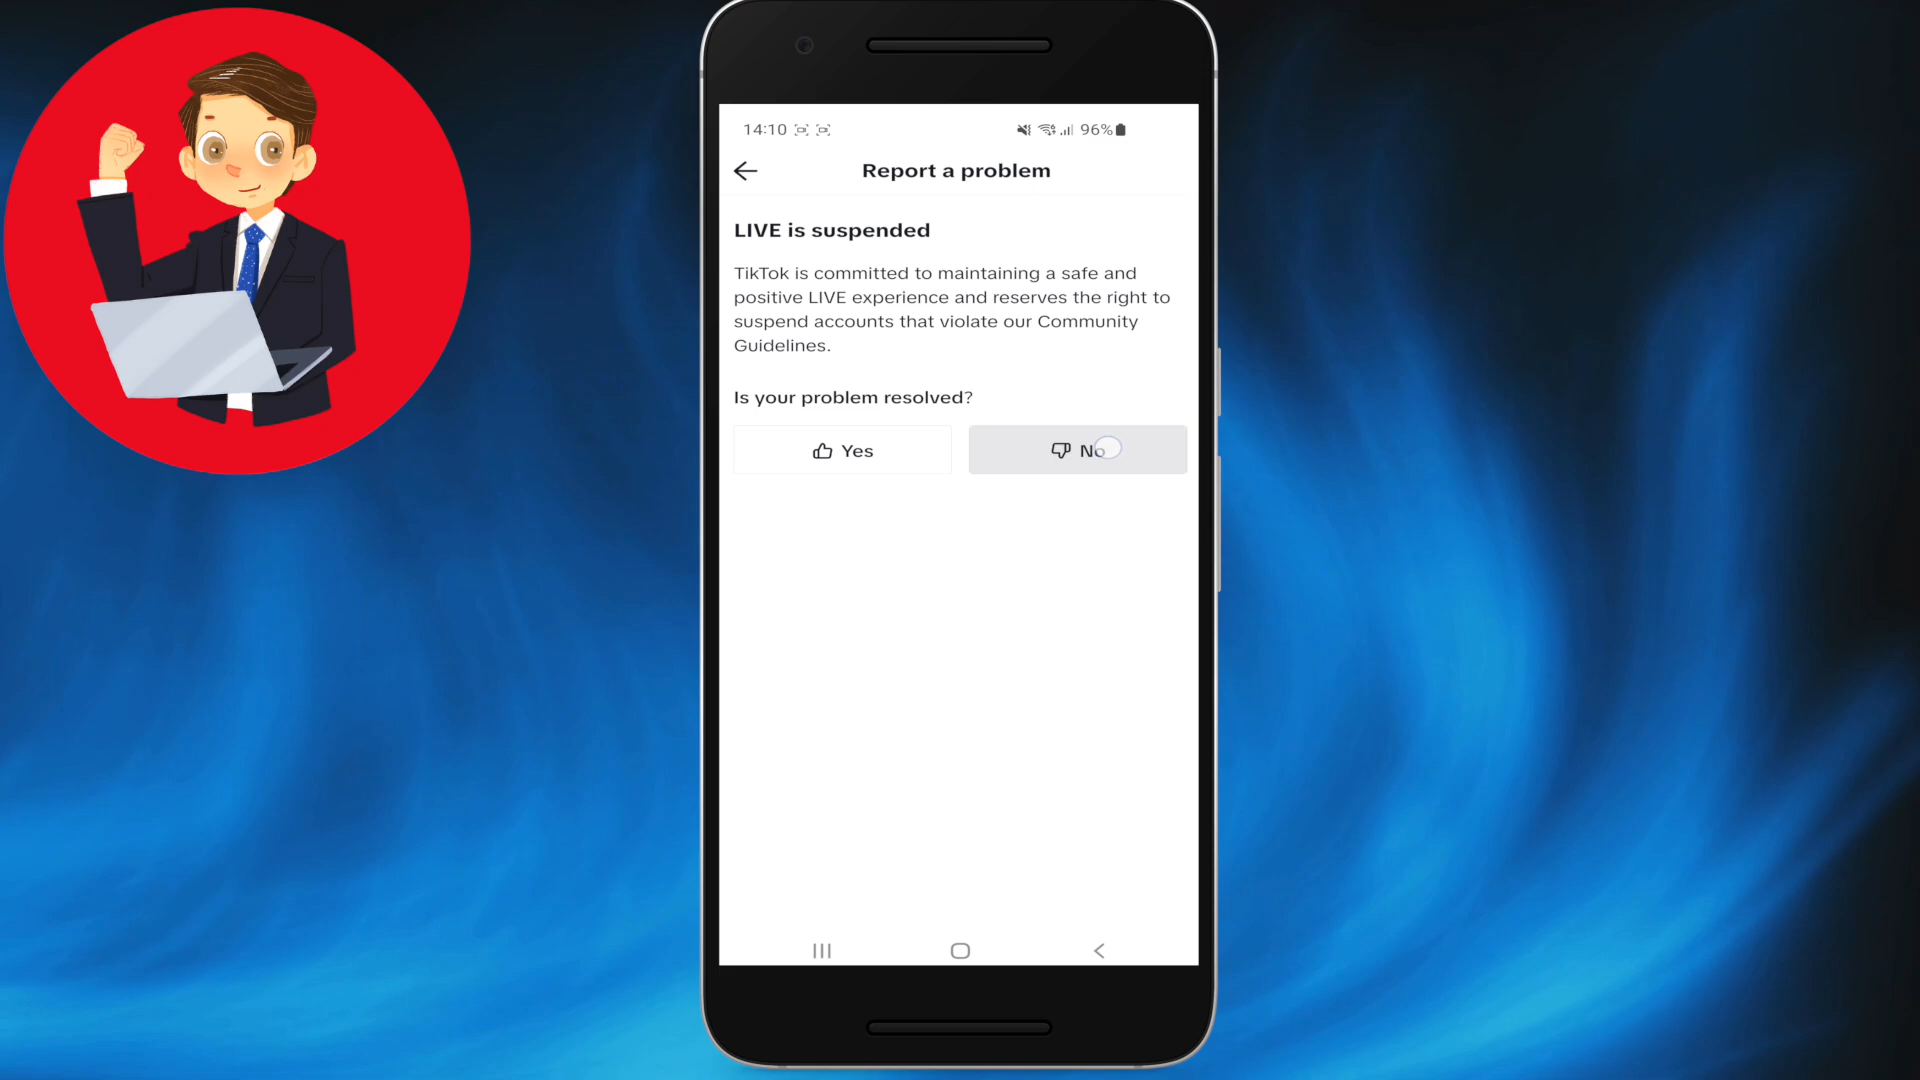 14:10 96%
Report a problem
LIVE is suspended
TikTok is committed to maintaining a safe and
positive LIVE experience and reserves the right to
suspend accounts that violate our Community
Guidelines.
Is your problem resolved?
Yes No